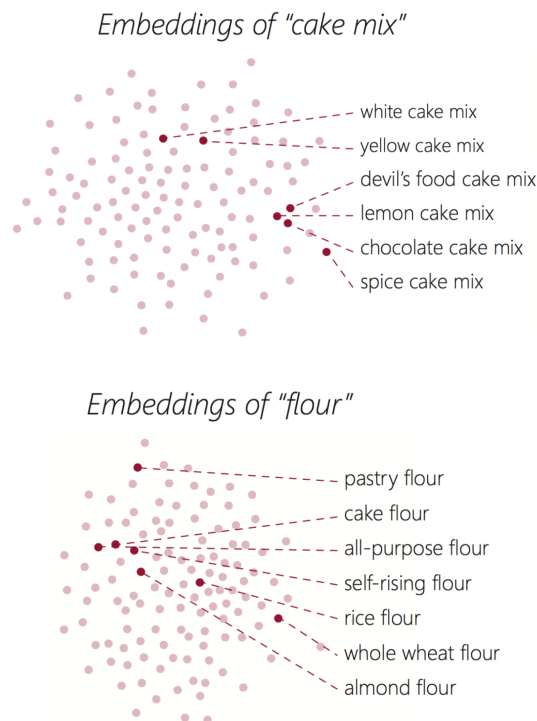 Embeddings of “cake mix”
white cake mix
yellow cake mix
devil’s food cake mix
lemon cake mix
chocolate cake mix
spice cake mix
Embeddings of “flour”
pastry flour
cake flour
all-purpose flour
self-rising flour
rice flour
whole wheat flour
almond flour